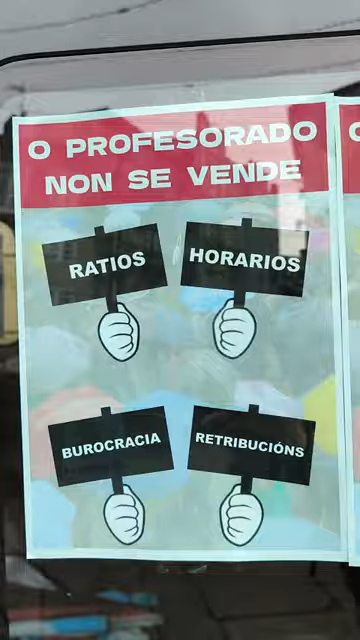 O PROFESORADO
NON SE VENDE
RATIOS
HORARIOS
BUROCRACIA
RETRIBUCIÓNS